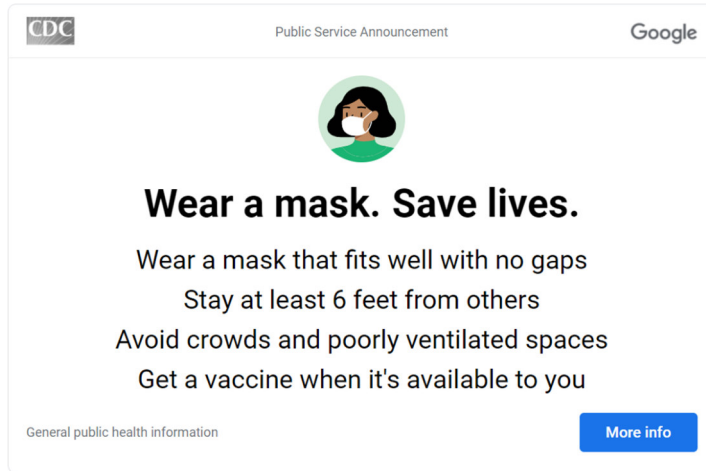 CDC
Public Service Announcement
Google
Wear a mask. Save lives.
Wear a mask that fits well with no gaps
Stay at least 6 feet from others
Avoid crowds and poorly ventilated spaces
Get a vaccine when it's available to you
General public health information
More info